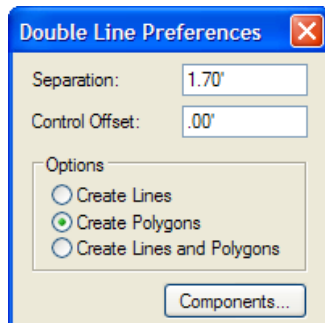 Double Line Preferences
Separation: 1.70'
Control Offset: .00'
Options
Create Lines
Create Polygons
Create Lines and Polygons
Components...